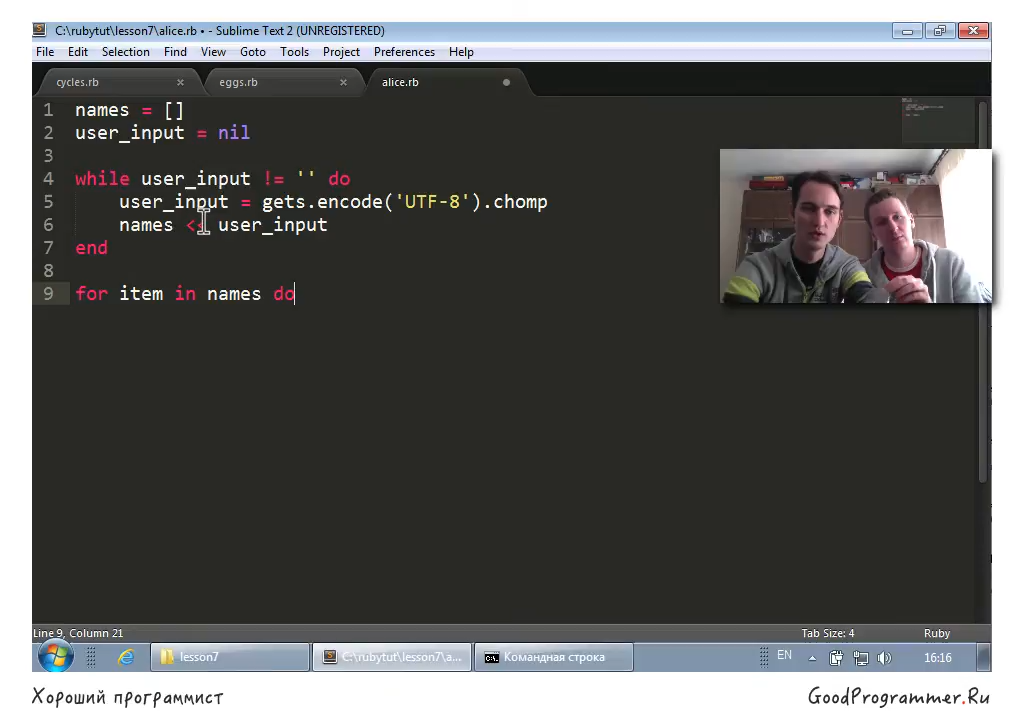 C:\rubytut\lesson7\alice.rb • - Sublime Text 2 (UNREGISTERED)
File Edit Selection Find View Goto Tools Project Preferences Help
cycles.rb × eggs.rb × alice.rb
1 names = []
2 user_input = nil
3
4 while user_input != '' do
5 user_input = gets.encode('UTF-8').chomp
6 names << user_input
7 end
8
9 for item in names do
Line 9, Column 21 Tab Size: 4 Ruby
lesson7 C:\rubytut\lesson7\a... Командная строка EN 16:16
Хороший программист GoodProgrammer.Ru